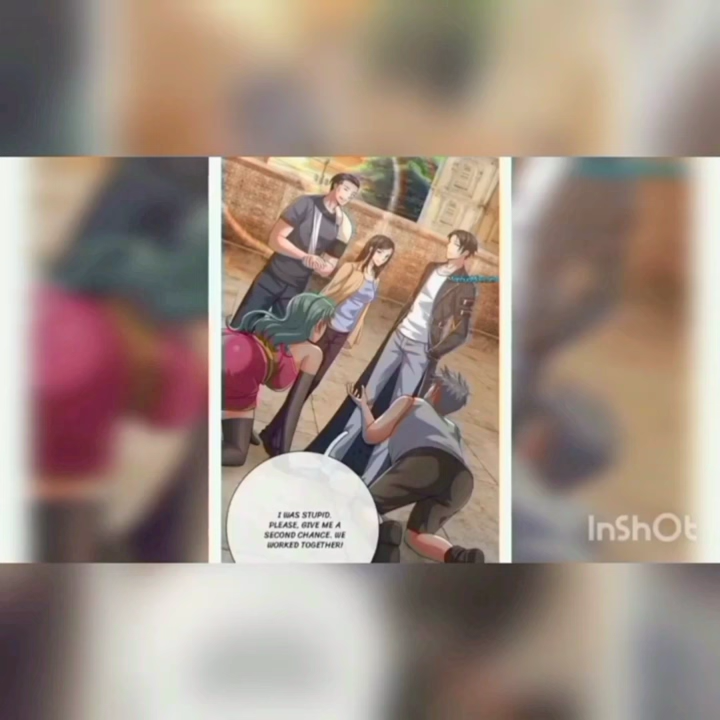 I WAS STUPID.
PLEASE, GIVE ME A
SECOND CHANCE. WE
WORKED TOGETHER!
InShOt